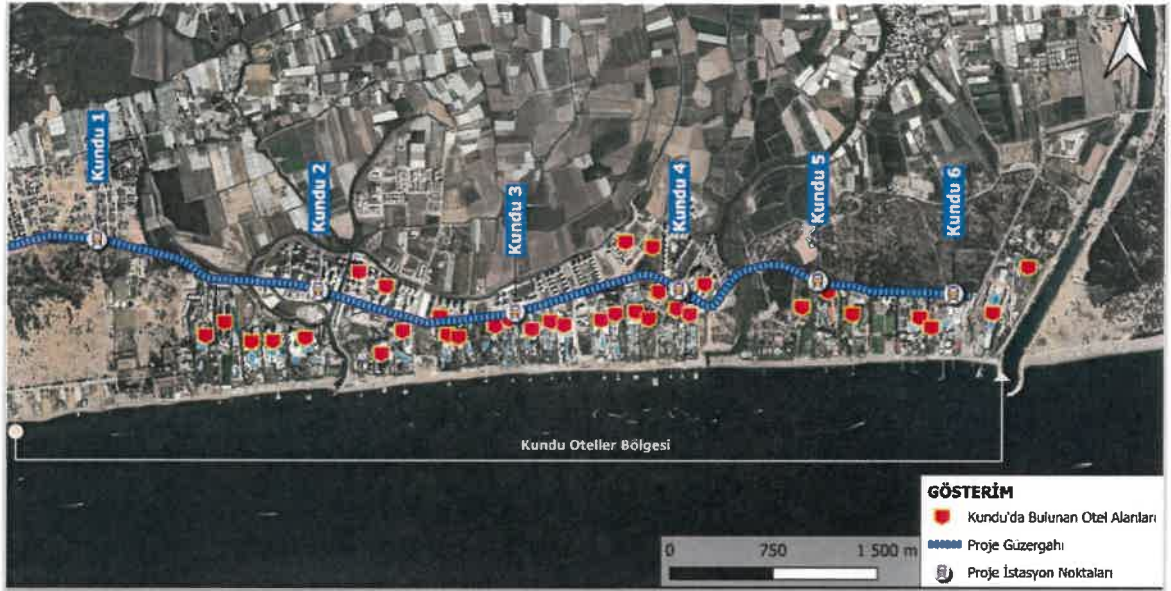 N
Kundu 1
Kundu 2
Kundu 3
Kundu 4
Kundu 5
Kundu 6
Kundu Oteller Bölgesi
GÖSTERİM
Kundu'da Bulunan Otel Alanları
Proje Güzergahı
Proje İstasyon Noktaları
0 750 1 500 m